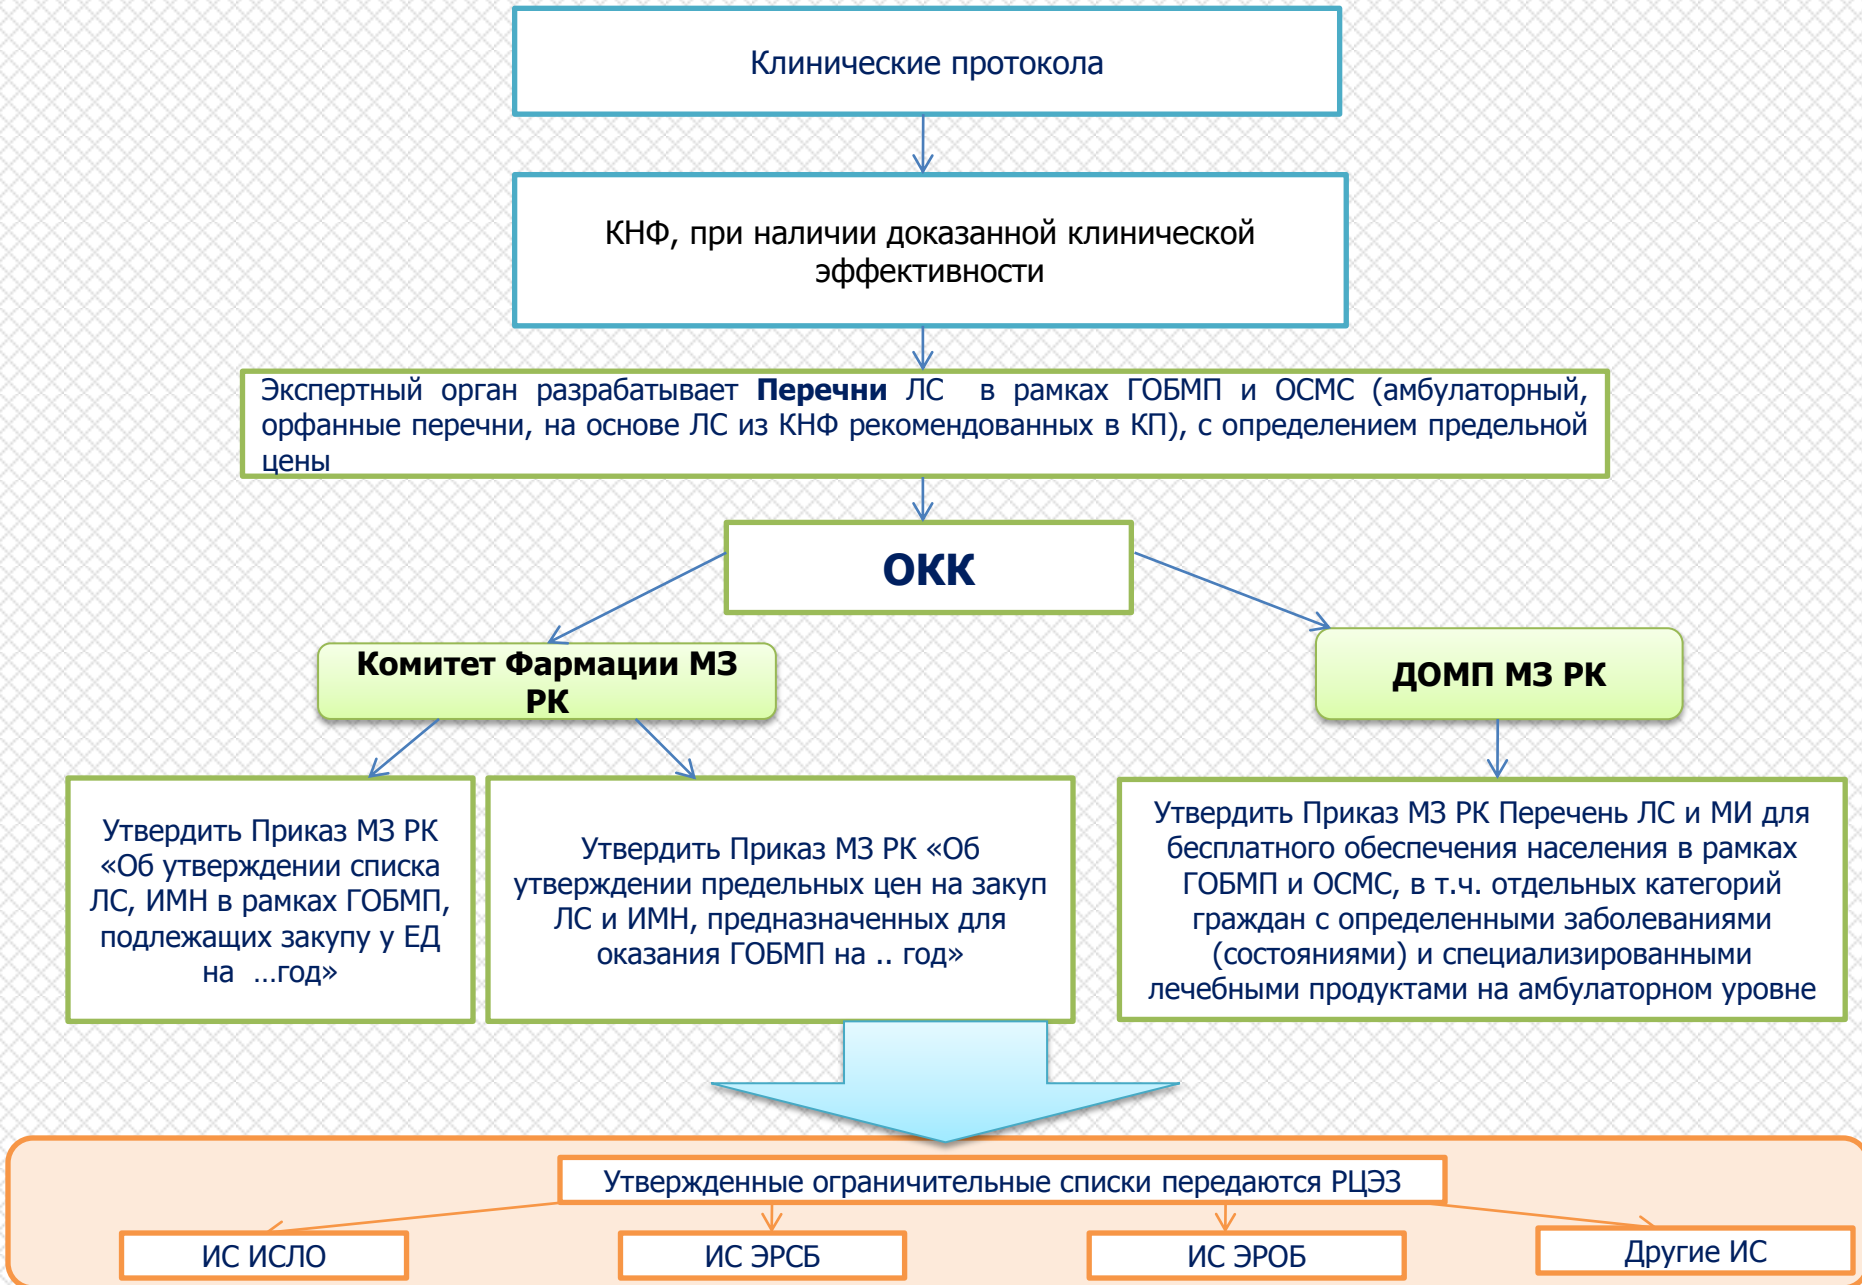 Клинические протокола
КНФ, при наличии доказанной клинической
эффективности
Экспертный орган разрабатывает Перечни ЛС в рамках ГОБМП и ОСМС (амбулаторный,
орфанные перечни, на основе ЛС из КНФ рекомендованных в КП), с определением предельной
цены
ОКК
Комитет Фармации МЗ
РК
ДОМП МЗ РК
Утвердить Приказ МЗ РК
«Об утверждении списка
ЛС, ИМН в рамках ГОБМП,
подлежащих закупу у ЕД
на ...год»
Утвердить Приказ МЗ РК «Об
утверждении предельных цен на закуп
ЛС и ИМН, предназначенных для
оказания ГОБМП на .. год»
Утвердить Приказ МЗ РК Перечень ЛС и МИ для
бесплатного обеспечения населения в рамках
ГОБМП и ОСМС, в т.ч. отдельных категорий
граждан с определенными заболеваниями
(состояниями) и специализированными
лечебными продуктами на амбулаторном уровне
Утвержденные ограничительные списки передаются РЦЭЗ
ИС ИСЛО
ИС ЭРСБ
ИС ЭРОБ
Другие ИС